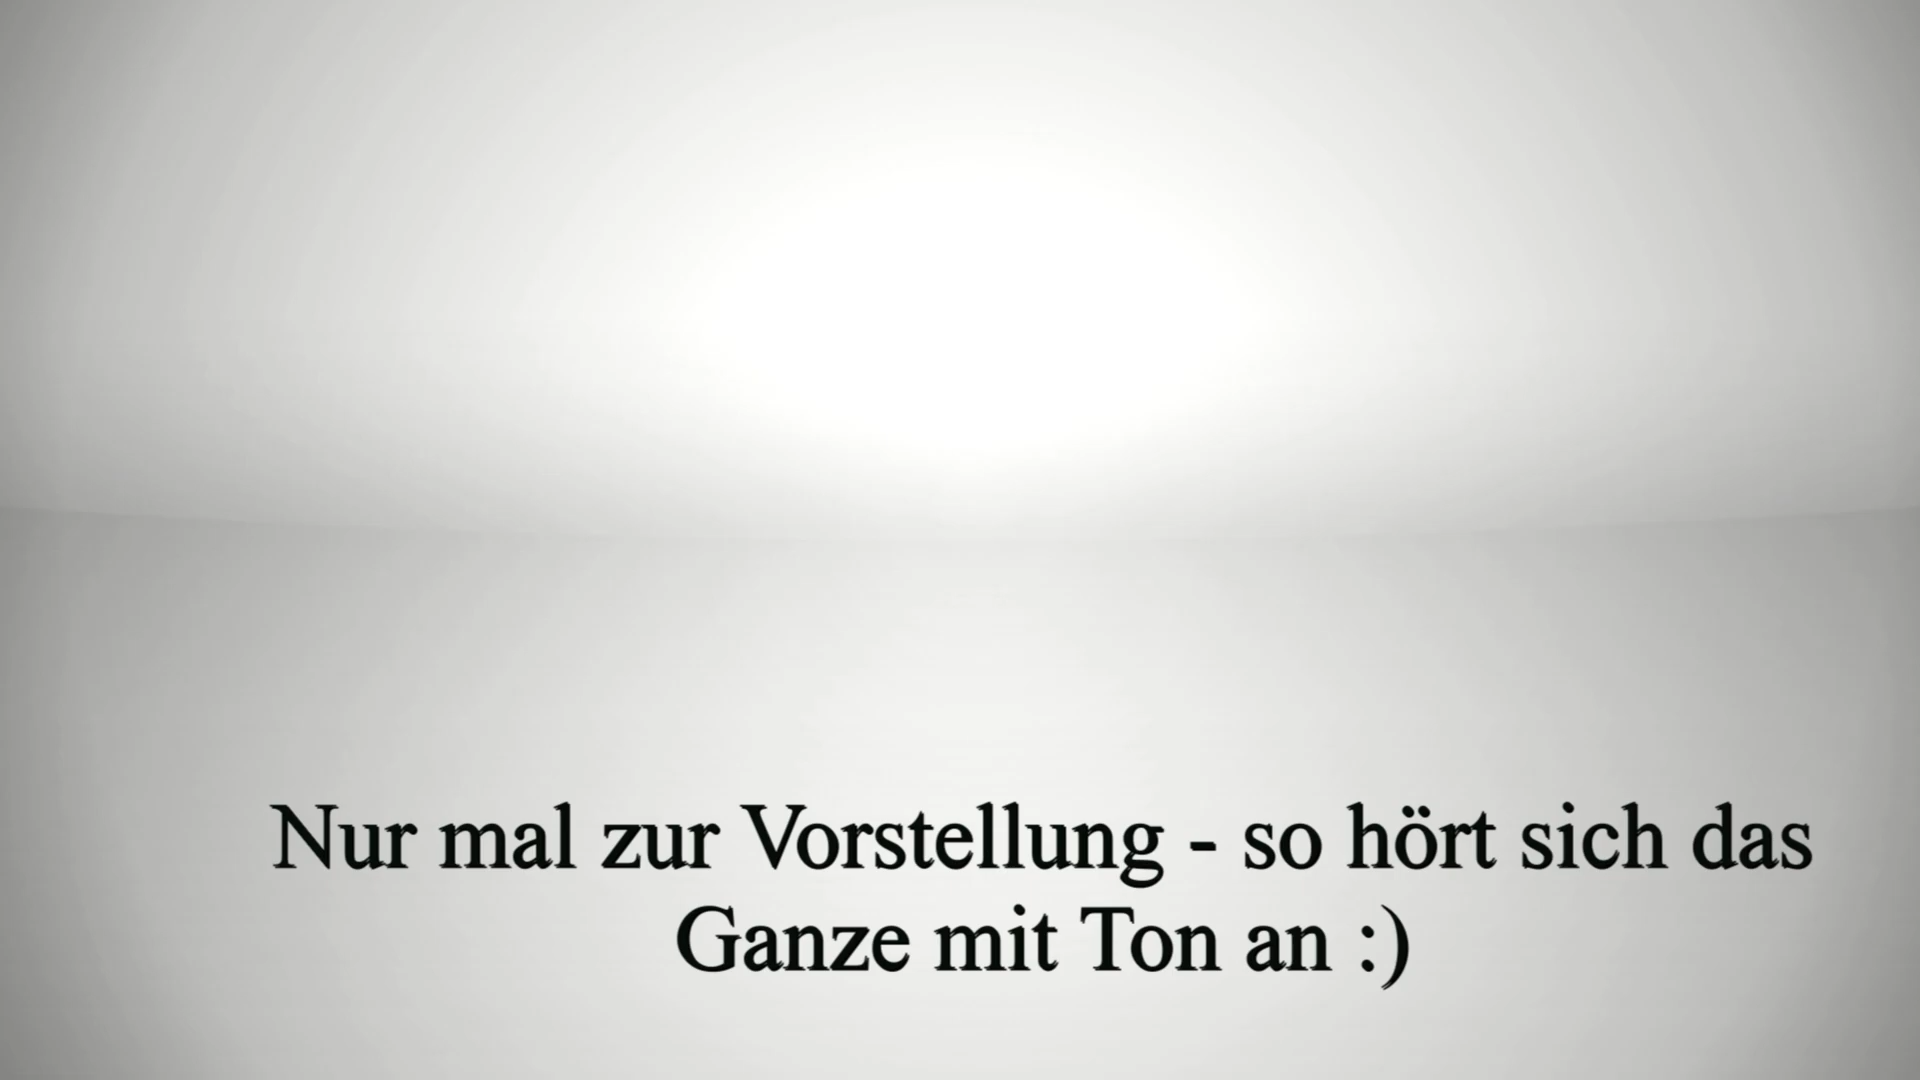 Nur mal zur Vorstellung - so hört sich das
Ganze mit Ton an :)